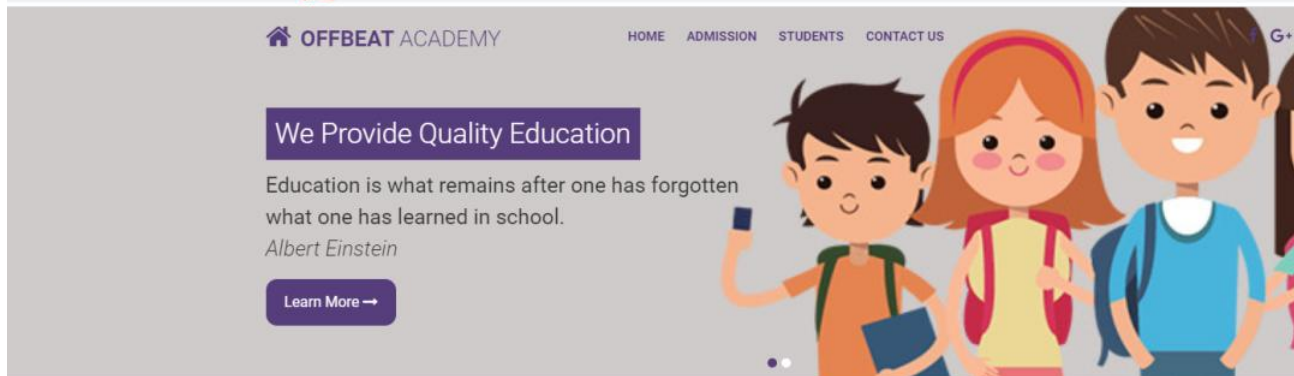 OFFBEAT ACADEMY
HOME ADMISSION STUDENTS CONTACT US
f G+
We Provide Quality Education
Education is what remains after one has forgotten
what one has learned in school.
Albert Einstein
Learn More →